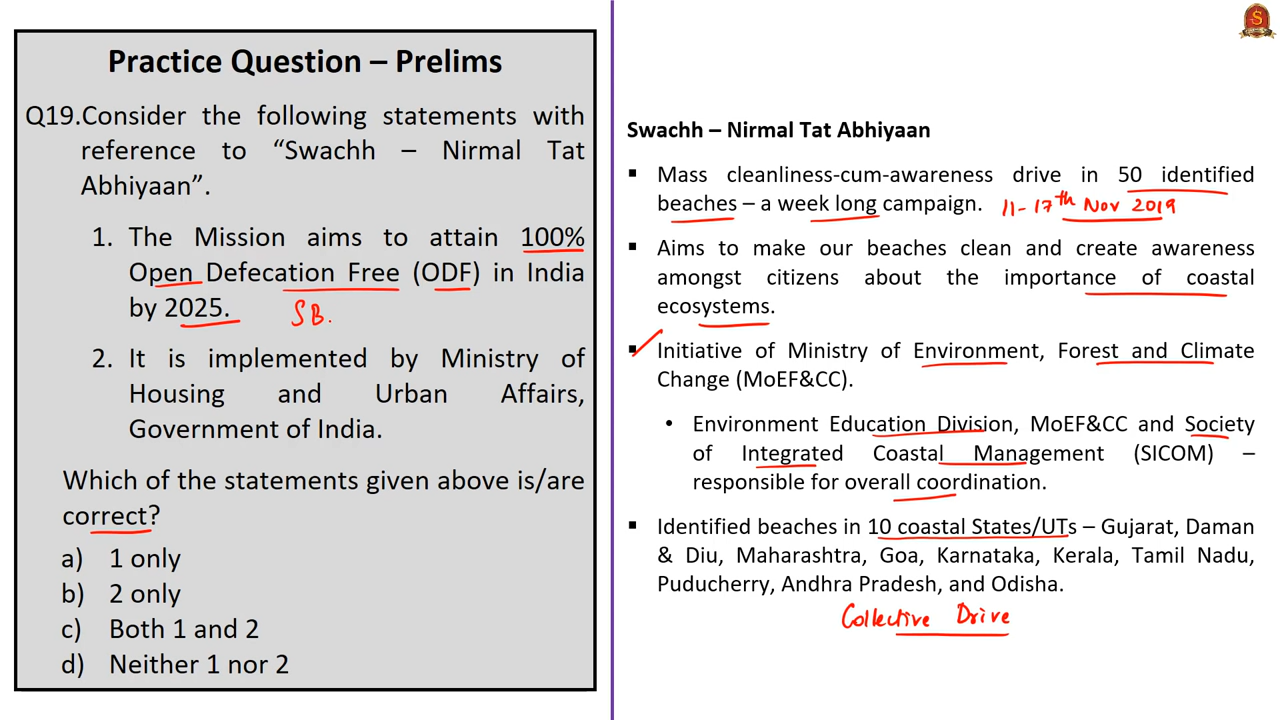 Practice Question – Prelims
Q19.Consider the following statements with
reference to “Swachh – Nirmal Tat
Abhiyaan”.
1. The Mission aims to attain 100%
Open Defecation Free (ODF) in India
by 2025. SB.
2. It is implemented by Ministry of
Housing and Urban Affairs,
Government of India.
Which of the statements given above is/are
correct?
a) 1 only
b) 2 only
c) Both 1 and 2
d) Neither 1 nor 2
Swachh – Nirmal Tat Abhiyaan
▪ Mass cleanliness-cum-awareness drive in 50 identified
beaches – a week long campaign. 11-17th Nov 2019
▪ Aims to make our beaches clean and create awareness
amongst citizens about the importance of coastal
ecosystems.
▪ Initiative of Ministry of Environment, Forest and Climate
Change (MoEF&CC).
• Environment Education Division, MoEF&CC and Society
of Integrated Coastal Management (SICOM) –
responsible for overall coordination.
▪ Identified beaches in 10 coastal States/UTs – Gujarat, Daman
& Diu, Maharashtra, Goa, Karnataka, Kerala, Tamil Nadu,
Puducherry, Andhra Pradesh, and Odisha.
Collective Drive